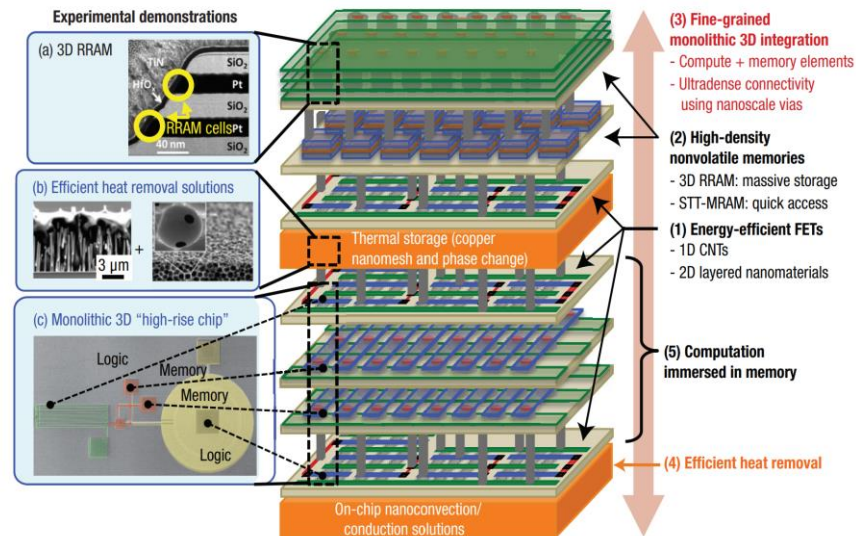 Experimental demonstrations
(a) 3D RRAM
TiN
HfOx
SiO2
Pt
SiO2
Pt
SiO2
RRAM cells
40 nm
(b) Efficient heat removal solutions
3 µm
+
(c) Monolithic 3D “high-rise chip”
Logic
Memory
Memory
Logic
Thermal storage (copper
nanomesh and phase change)
On-chip nanoconvection/
conduction solutions
(3) Fine-grained
monolithic 3D integration
- Compute + memory elements
- Ultradense connectivity
using nanoscale vias
(2) High-density
nonvolatile memories
- 3D RRAM: massive storage
- STT-MRAM: quick access
(1) Energy-efficient FETs
- 1D CNTs
- 2D layered nanomaterials
(5) Computation
immersed in memory
(4) Efficient heat removal